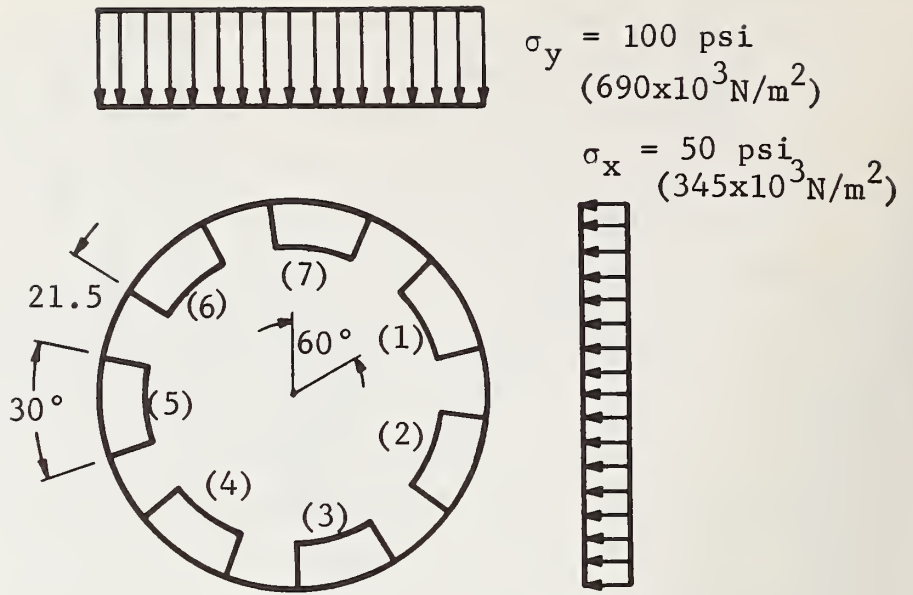 σy = 100 psi
(690x10³N/m²)
σx = 50 psi
(345x10³N/m²)
(7)
21.5
(6)
60°
(1)
30°
(5)
(2)
(4)
(3)